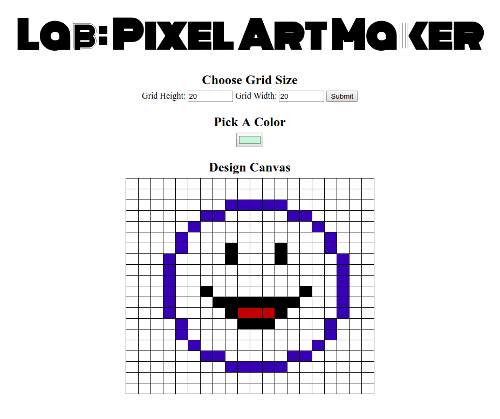 Lab: Pixel Art Maker
Choose Grid Size
Grid Height: 20 Grid Width: 20 Submit
Pick A Color
Design Canvas